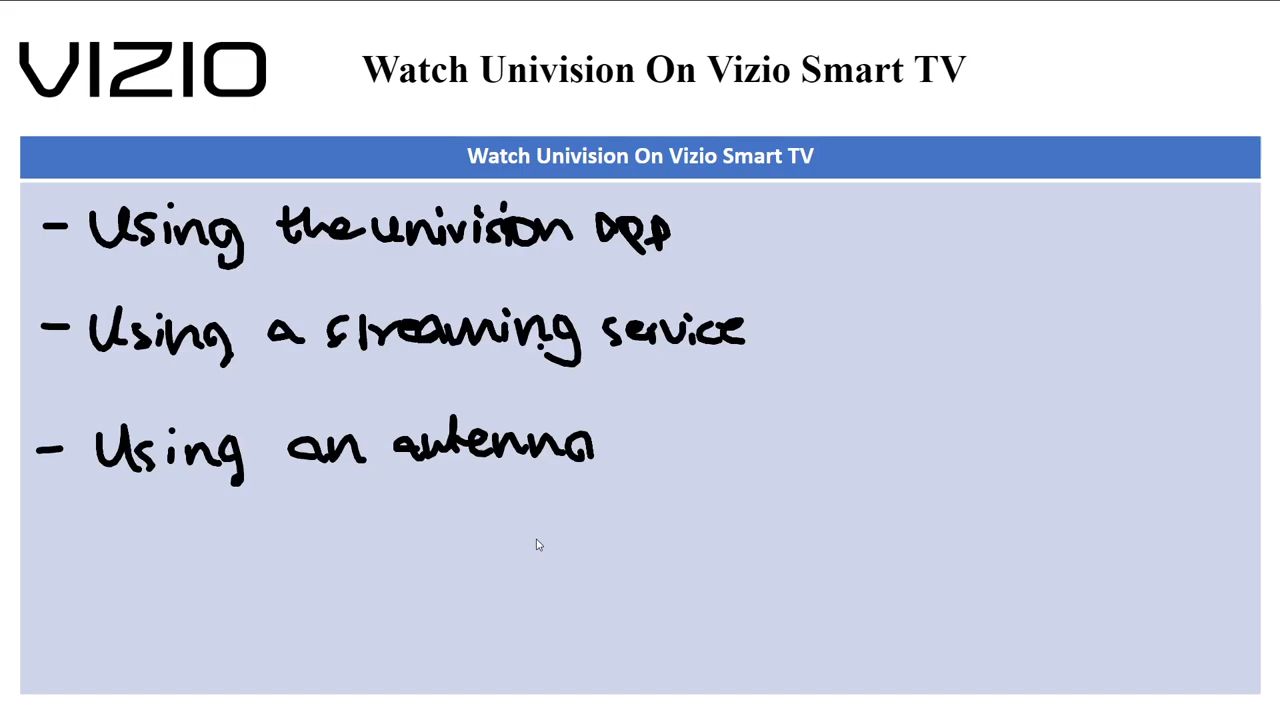 VIZIO
Watch Univision On Vizio Smart TV
Watch Univision On Vizio Smart TV
- Using the univision app
- Using a streaming service
- Using an antenna